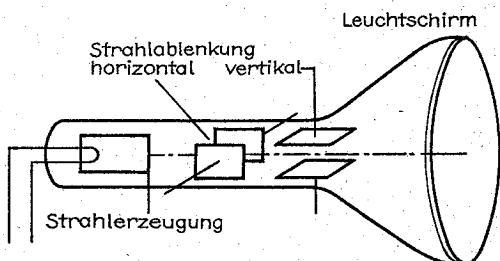 Leuchtschirm
Strahlablenkung
horizontal vertikal
Strahlerzeugung